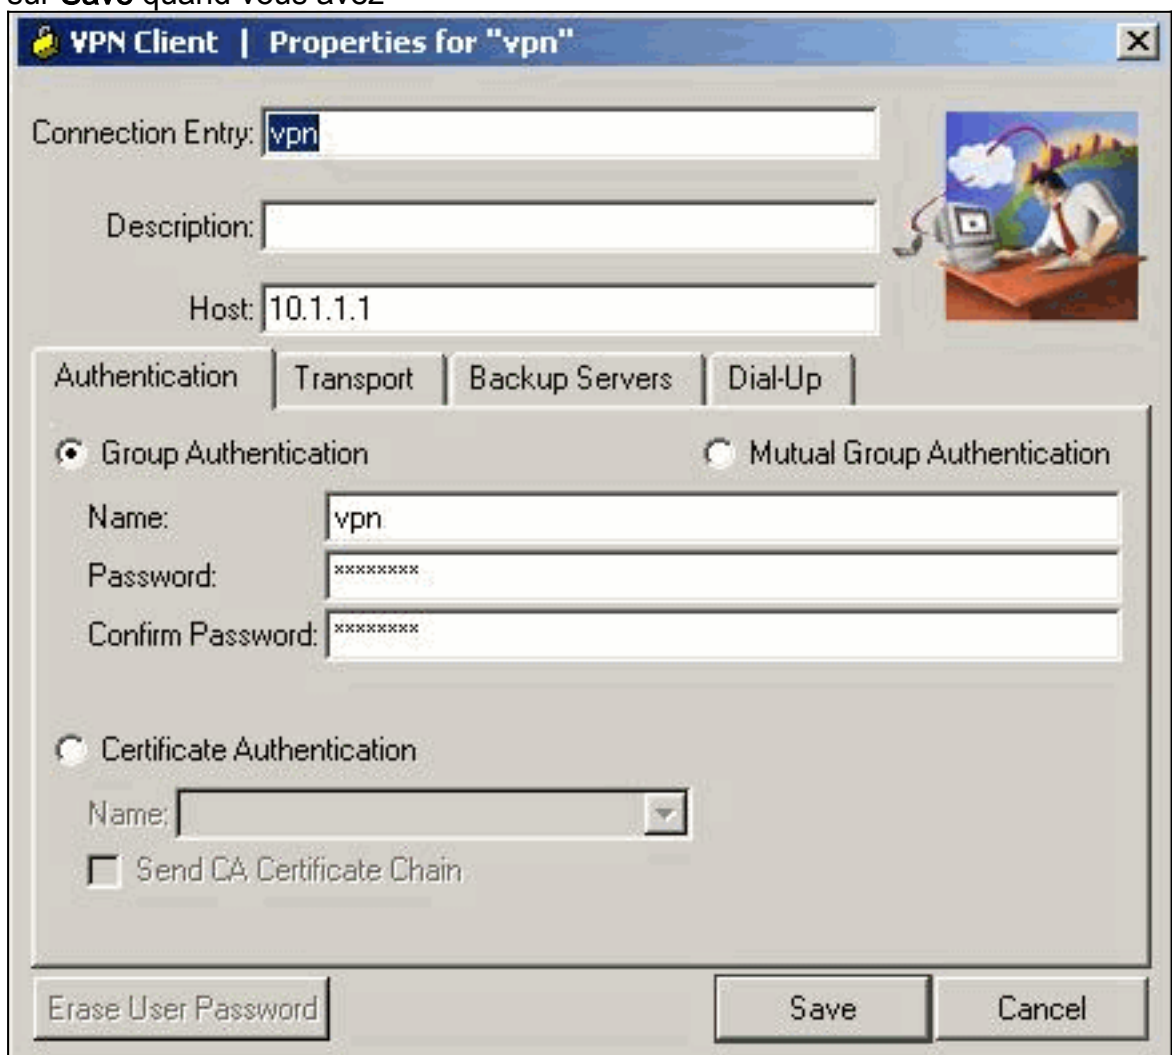 sur Save quand vous avez
VPN Client | Properties for "vpn"
Connection Entry: vpn
Description:
Host: 10.1.1.1
Authentication Transport Backup Servers Dial-Up
Group Authentication Mutual Group Authentication
Name: vpn
Password: ********
Confirm Password: ********
Certificate Authentication
Name:
Send CA Certificate Chain
Erase User Password Save Cancel